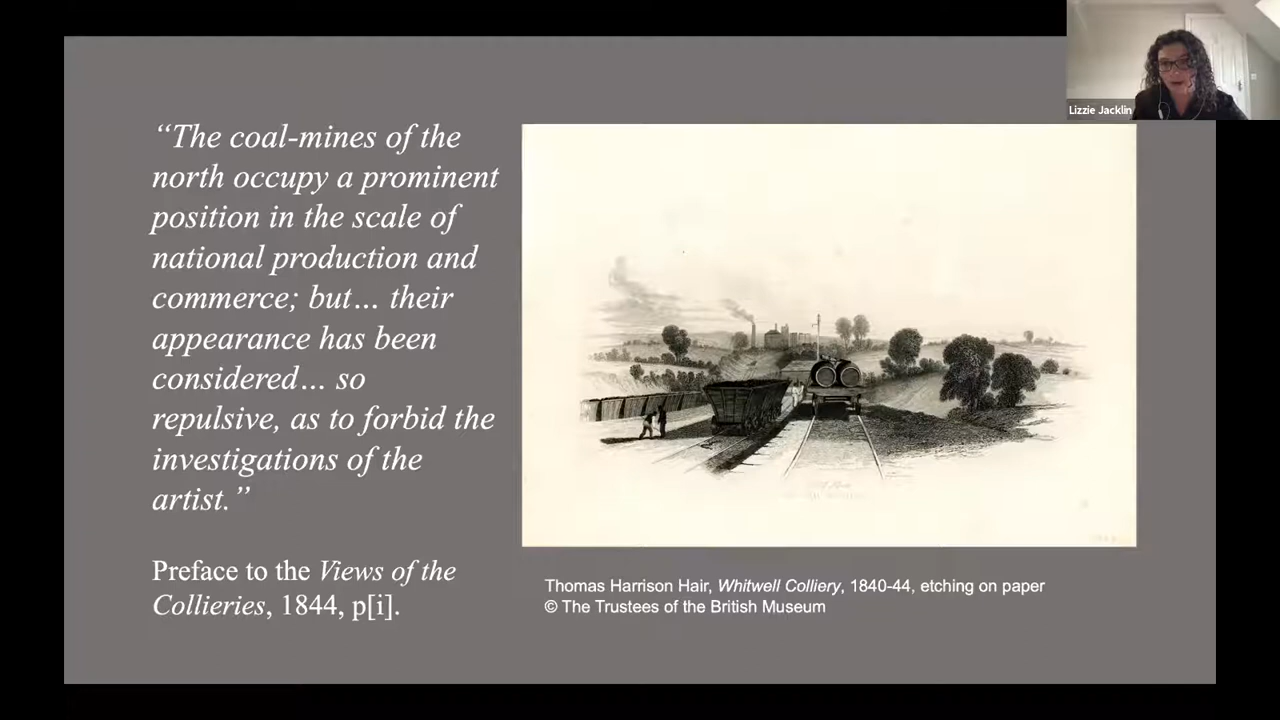 “The coal-mines of the
north occupy a prominent
position in the scale of
national production and
commerce; but… their
appearance has been
considered… so
repulsive, as to forbid the
investigations of the
artist.”
Preface to the Views of the
Collieries, 1844, p[i].
Thomas Harrison Hair, Whitwell Colliery, 1840-44, etching on paper
© The Trustees of the British Museum
Lizzie Jacklin